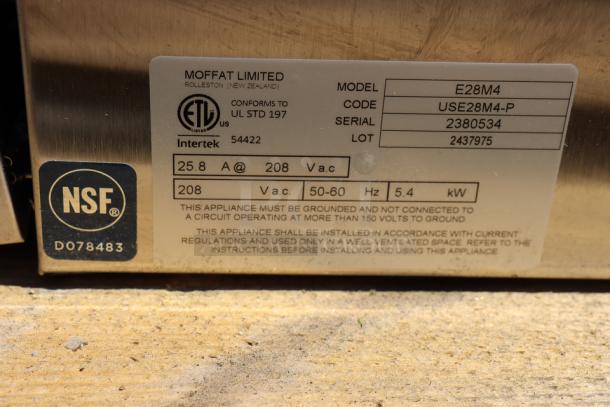 MOFFAT LIMITED
ROLLESTON (NEW ZEALAND)
ETL LISTED US
Intertek
CONFORMS TO
UL STD 197
54422
MODEL E28M4
CODE USE28M4-P
SERIAL 2380534
LOT 2437975
25.8 A @ 208 Vac
208 Vac 50-60 Hz 5.4 kW
THIS APPLIANCE MUST BE GROUNDED AND NOT CONNECTED TO
A CIRCUIT OPERATING AT MORE THAN 150 VOLTS TO GROUND
THIS APPLIANCE SHALL BE INSTALLED IN ACCORDANCE WITH CURRENT
REGULATIONS AND USED ONLY IN A WELL VENTILATED SPACE. REFER TO THE
INSTRUCTIONS BEFORE INSTALLING AND USING THIS APPLIANCE
NSF®
D078483